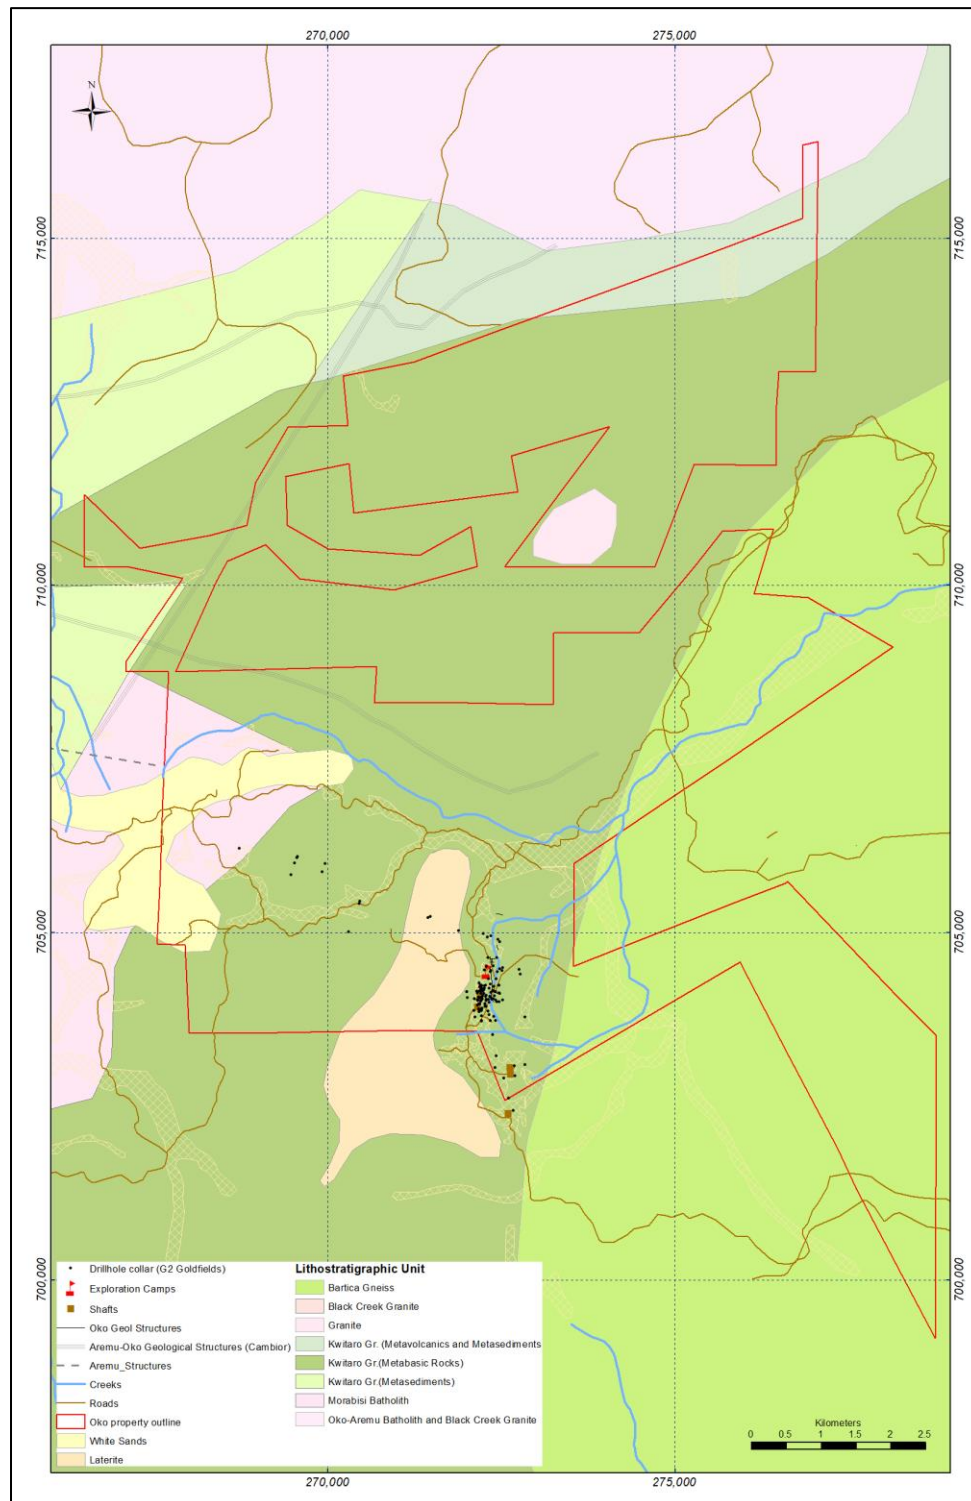 270,000
275,000
N
715,000
715,000
710,000
710,000
705,000
705,000
700,000
700,000
Drillhole collar (G2 Goldfields)
Exploration Camps
Shafts
Oko Geol Structures
Aremu-Oko Geological Structures (Cambior)
Aremu_Structures
Creeks
Roads
Oko property outline
White Sands
Laterite
Lithostratigraphic Unit
Bartica Gneiss
Black Creek Granite
Granite
Kwitaro Gr. (Metavolcanics and Metasediments
Kwitaro Gr.(Metabasic Rocks)
Kwitaro Gr.(Metasediments)
Morabisi Batholith
Oko-Aremu Batholith and Black Creek Granite
Kilometers
0 0.5 1 1.5 2 2.5
270,000
275,000